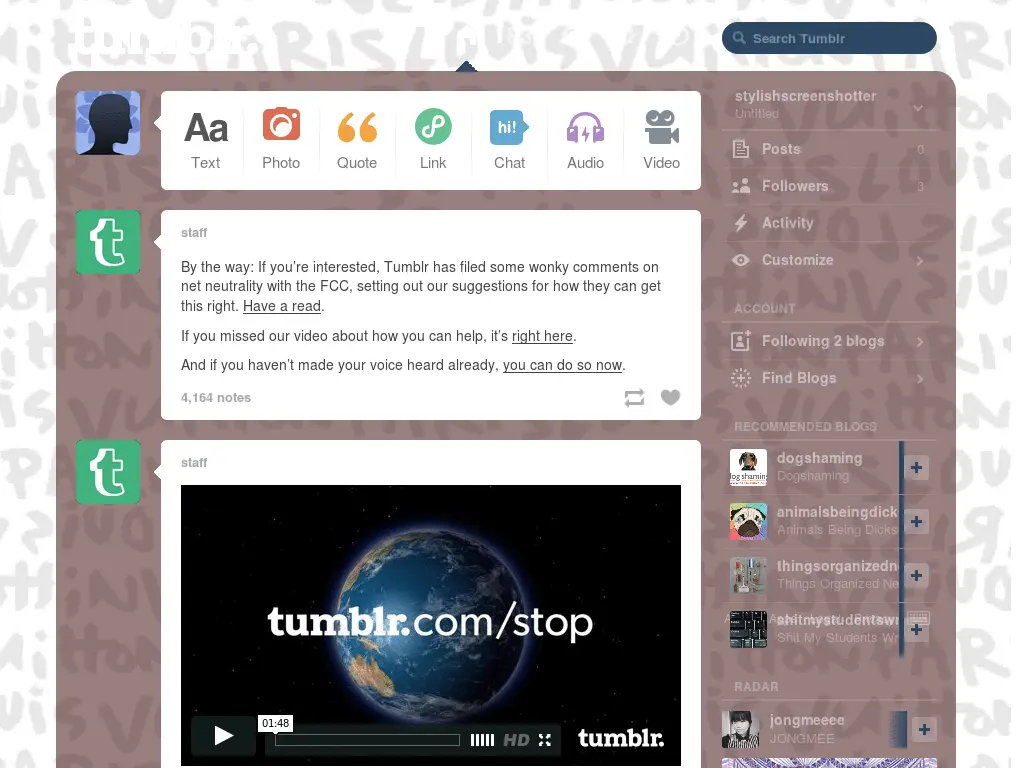 tumblr.
Search Tumblr
Aa
hi!
Text
Photo
Quote
Link
Chat
Audio
Video
staff
By the way: If you're interested, Tumblr has filed some wonky comments on
net neutrality with the FCC, setting out our suggestions for how they can get
this right. Have a read.
If you missed our video about how you can help, it's right here.
And if you haven't made your voice heard already, you can do so now.
4,164 notes
staff
tumblr.com/stop
01:48
HD
tumblr.
stylishscreenshotter
Untitled
Posts 0
Followers 3
Activity
Customize
ACCOUNT
Following 2 blogs
Find Blogs
RECOMMENDED BLOGS
dogshaming
Dogshaming
animalsbeingdick
Animals Being Dicks
thingsorganizedn
Things Organized Ne
shitmystudentswr
Shit My Students Wr
RADAR
jongmeeee
JONGMEE